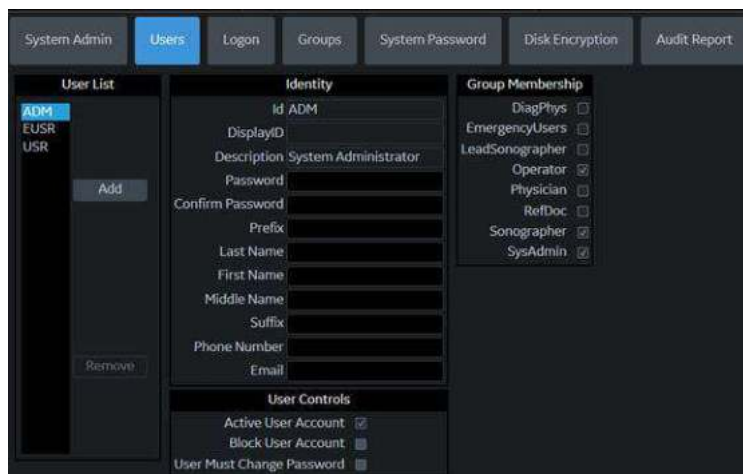 System Admin Users Logon Groups System Password Disk Encryption Audit Report
User List
ADM
EUSR
USR
Add
Remove
Identity
Id ADM
DisplayID
Description System Administrator
Password
Confirm Password
Prefix
Last Name
First Name
Middle Name
Suffix
Phone Number
Email
User Controls
Active User Account
Block User Account
User Must Change Password
Group Membership
DiagPhys
EmergencyUsers
LeadSonographer
Operator
Physician
RefDoc
Sonographer
SysAdmin